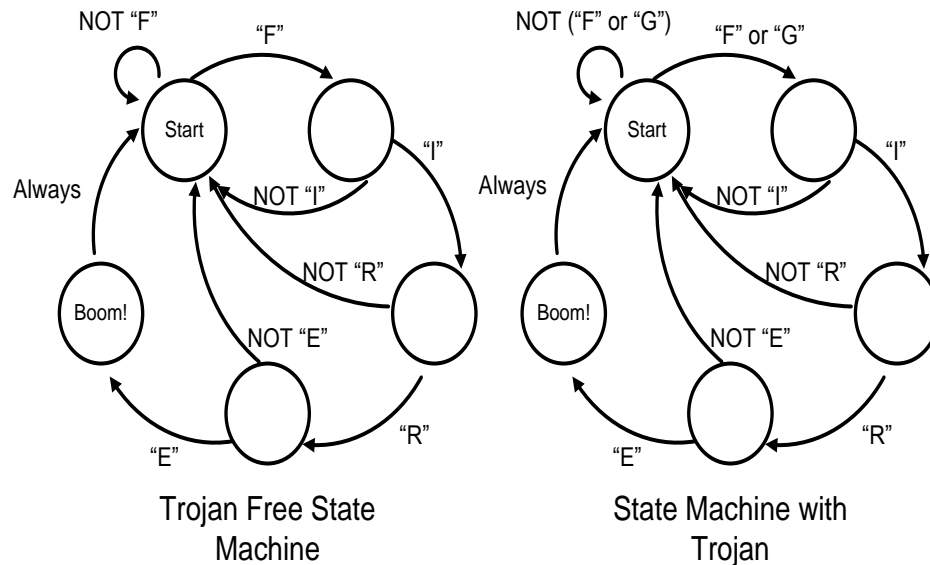 NOT “F”
“F”
Start
“I”
NOT “I”
Always
NOT “R”
Boom!
NOT “E”
“R”
“E”
Trojan Free State
Machine
NOT (“F” or “G”)
“F” or “G”
Start
“I”
NOT “I”
Always
NOT “R”
Boom!
NOT “E”
“R”
“E”
State Machine with
Trojan